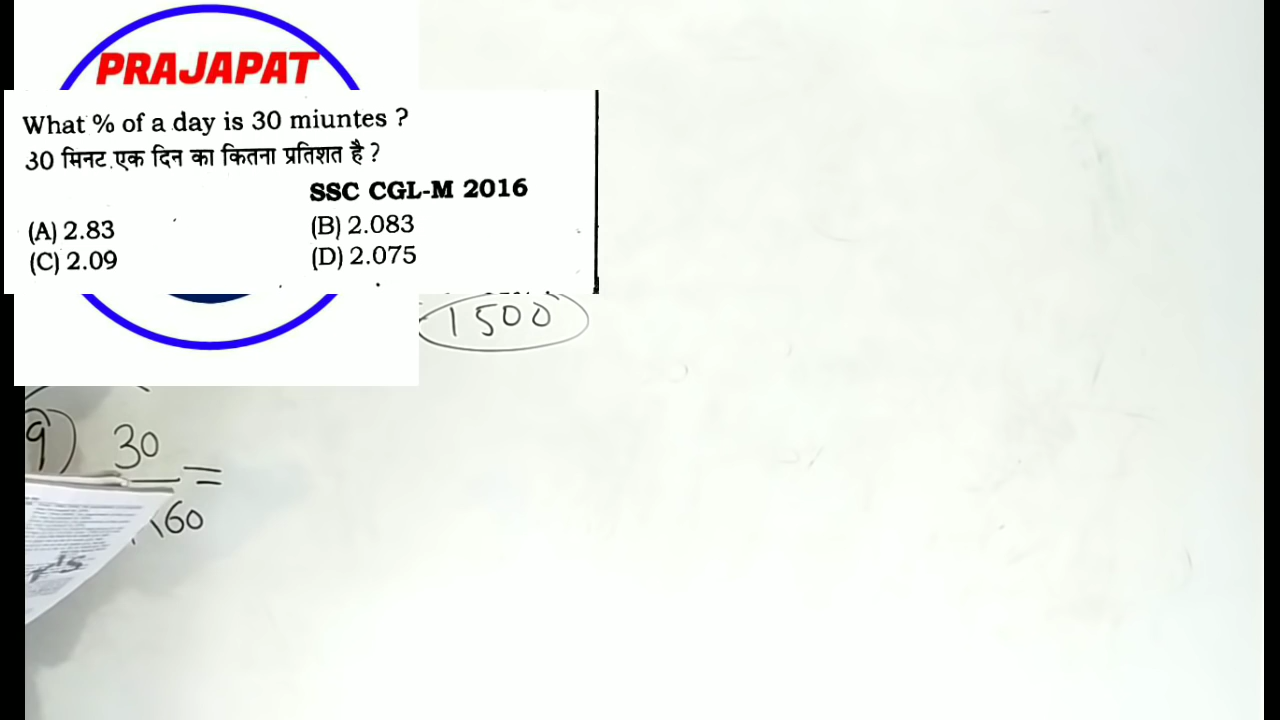 PRAJAPAT
What % of a day is 30 miuntes ?
30 मिनट एक दिन का कितना प्रतिशत है ?
SSC CGL-M 2016
(A) 2.83
(B) 2.083
(C) 2.09
(D) 2.075
1500
9) 30 =
60